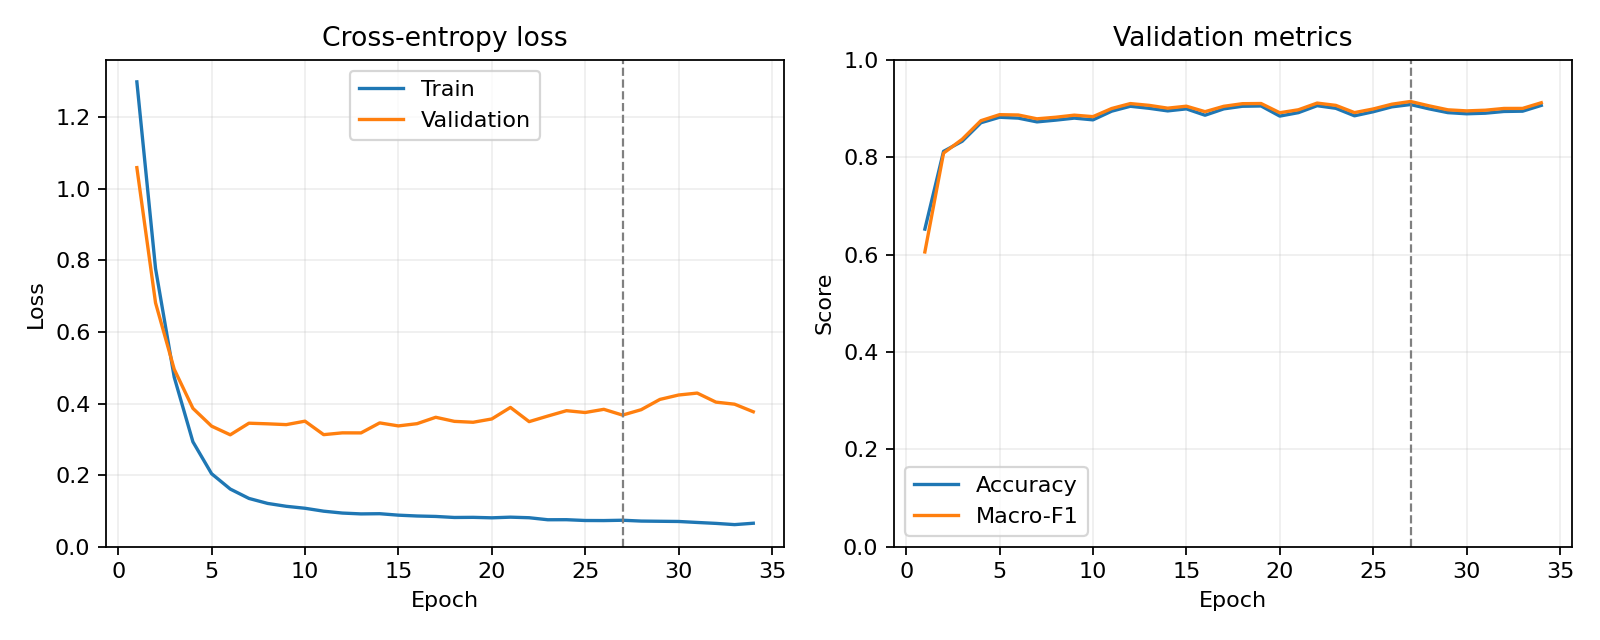 Cross-entropy loss
Train
Validation
1.2
1.0
0.8
0.6
0.4
0.2
0.0
Loss
0 5 10 15 20 25 30 35
Epoch
Validation metrics
1.0
0.8
0.6
0.4
0.2
0.0
Score
Accuracy
Macro-F1
0 5 10 15 20 25 30 35
Epoch